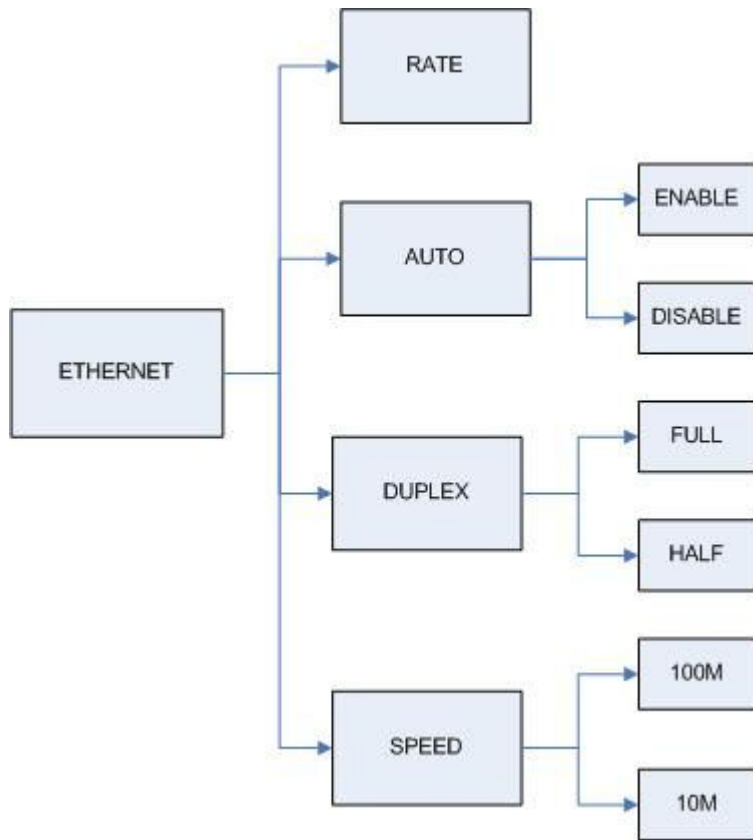 RATE
ENABLE
AUTO
DISABLE
ETHERNET
FULL
DUPLEX
HALF
100M
SPEED
10M